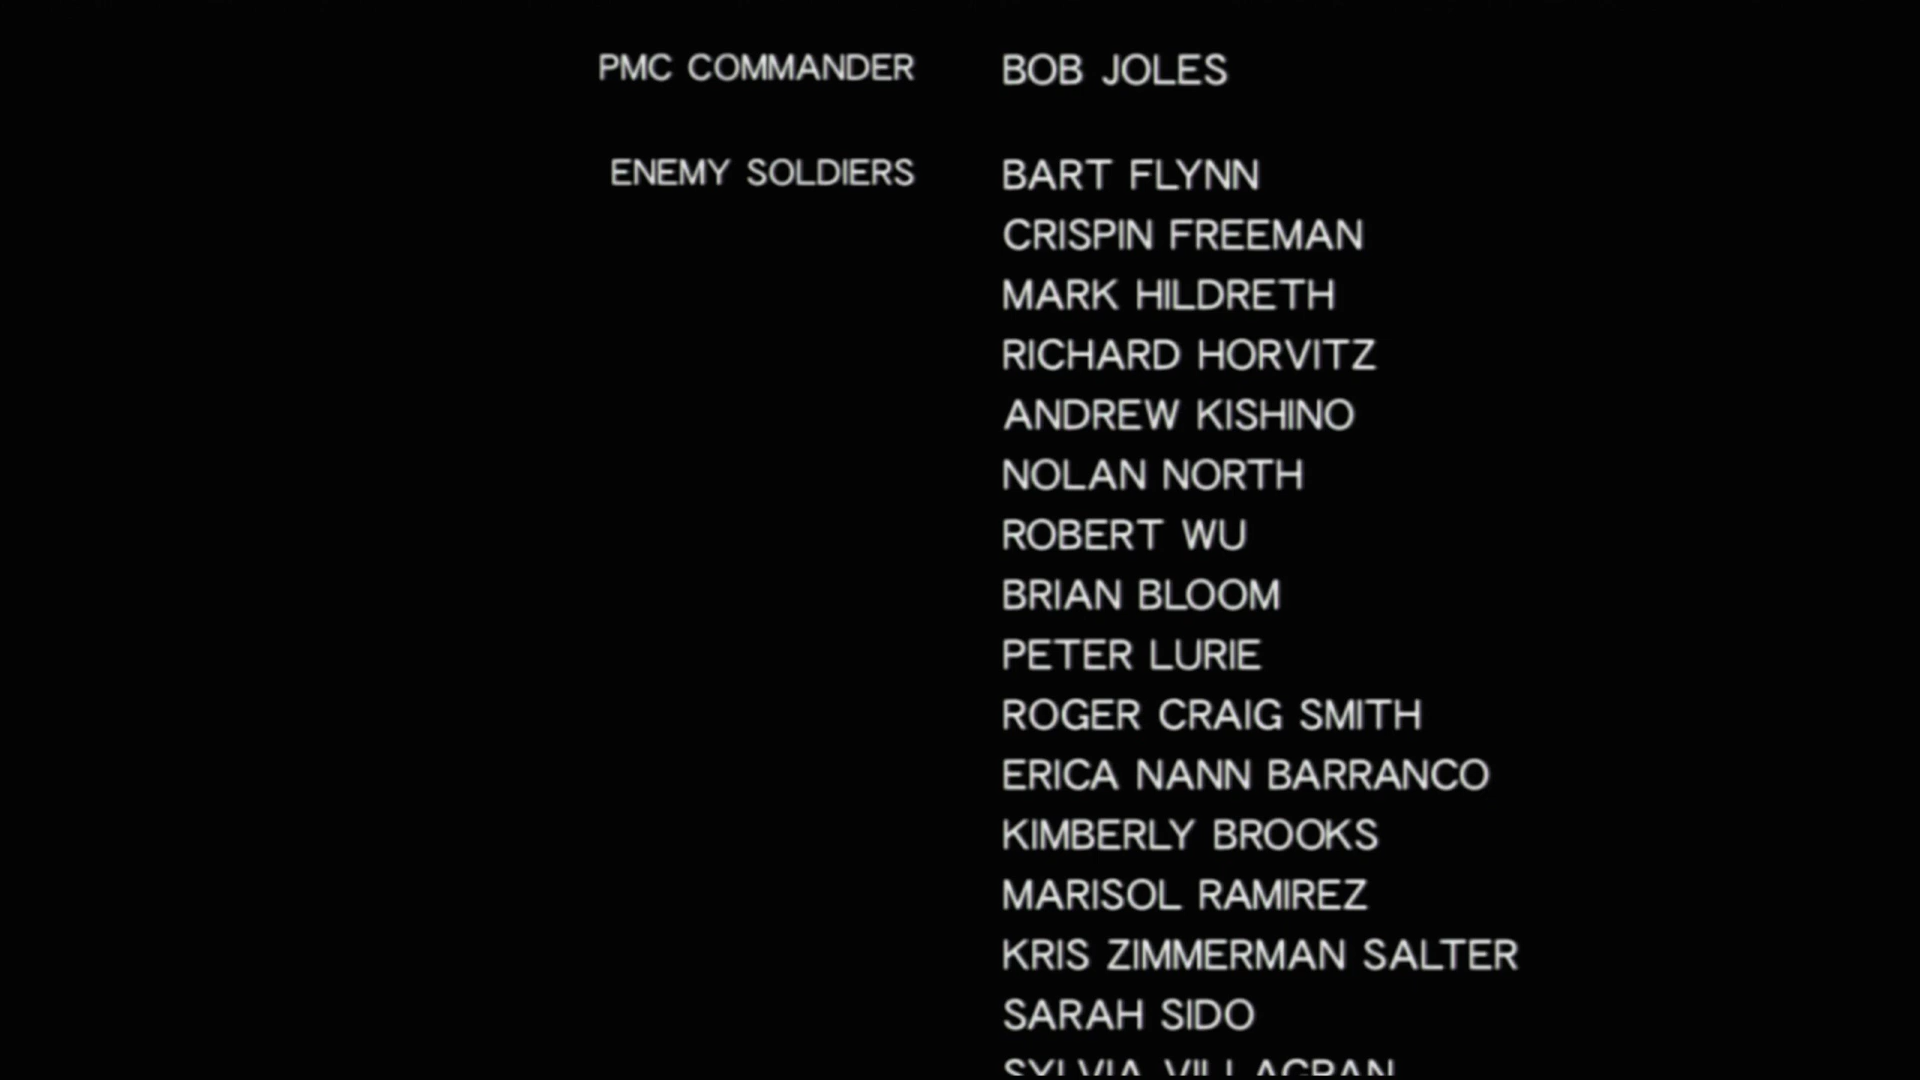 PMC COMMANDER BOB JOLES
ENEMY SOLDIERS BART FLYNN
CRISPIN FREEMAN
MARK HILDRETH
RICHARD HORVITZ
ANDREW KISHINO
NOLAN NORTH
ROBERT WU
BRIAN BLOOM
PETER LURIE
ROGER CRAIG SMITH
ERICA NANN BARRANCO
KIMBERLY BROOKS
MARISOL RAMIREZ
KRIS ZIMMERMAN SALTER
SARAH SIDO
SYLVIA VILLAGRAN